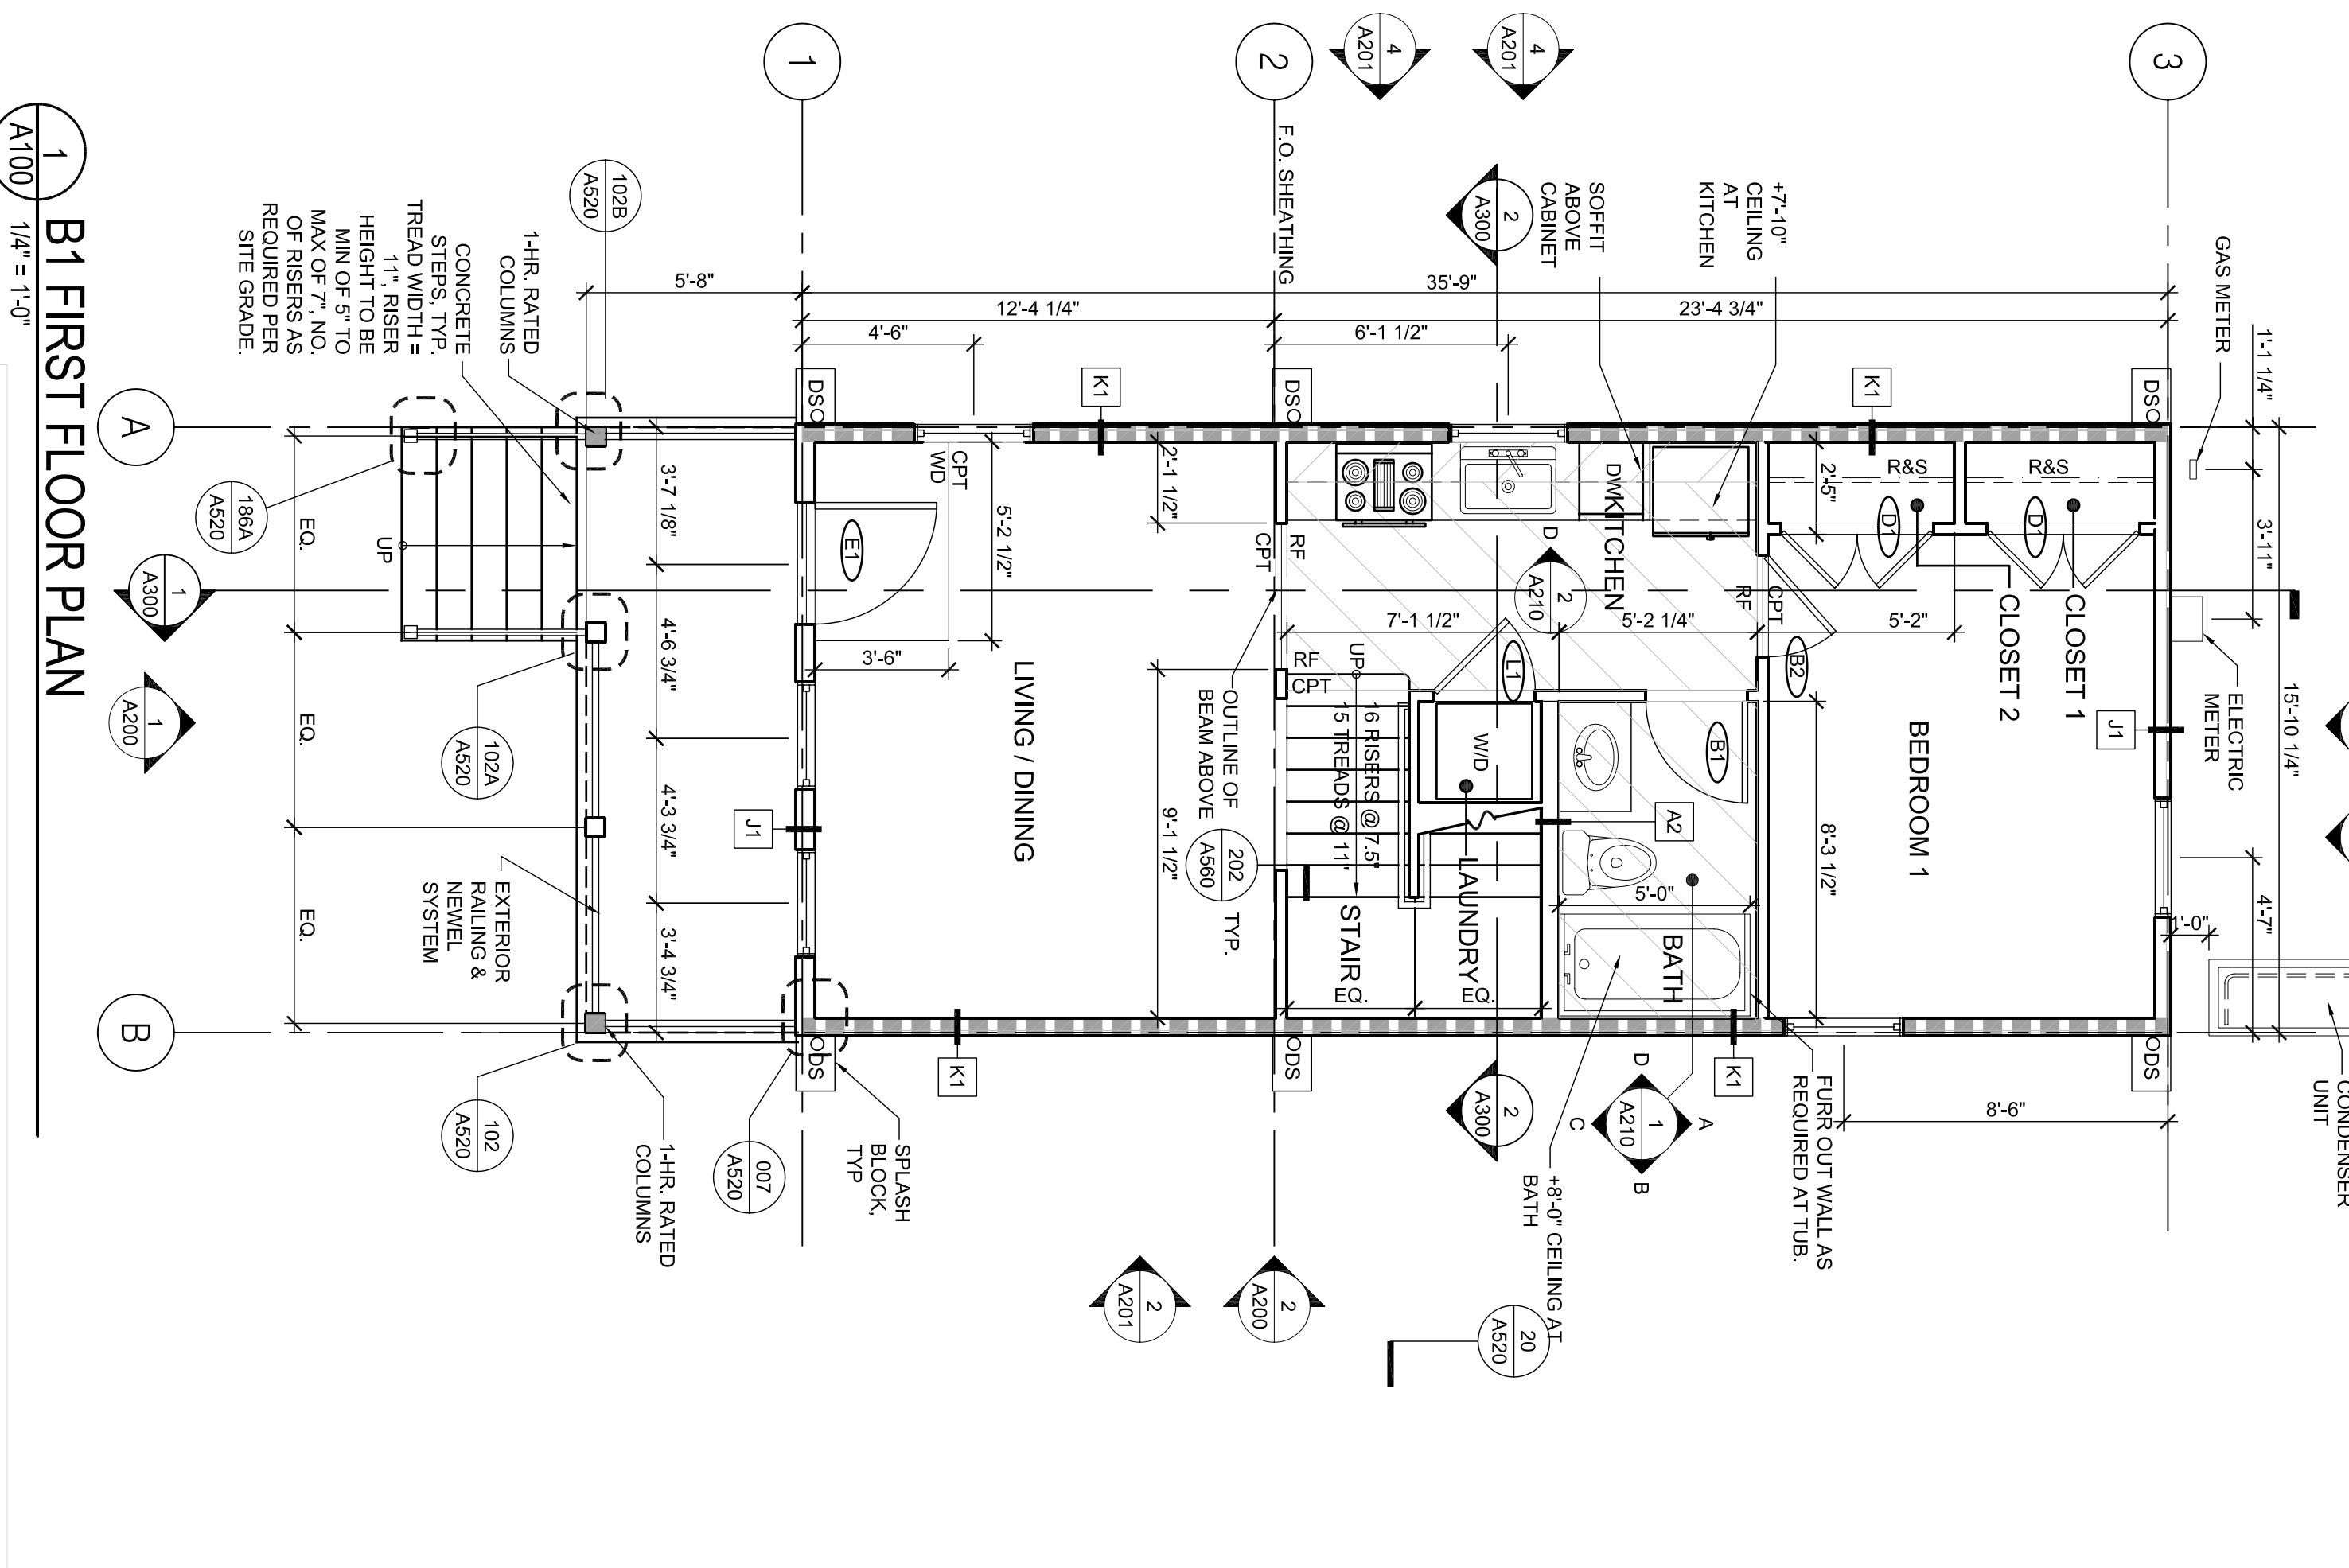 1
A100
B1 FIRST FLOOR PLAN
1/4" = 1'-0"
1
2
3
A
B
4
A201
4
A201
F.O. SHEATHING
2
A300
SOFFIT
ABOVE
CABINET
+7'-10"
CEILING
AT
KITCHEN
GAS METER
102B
A520
1-HR. RATED
COLUMNS
CONCRETE
STEPS, TYP.
TREAD WIDTH =
11", RISER
HEIGHT TO BE
MIN OF 5" TO
MAX OF 7", NO.
OF RISERS AS
REQUIRED PER
SITE GRADE.
5'-8"
35'-9"
12'-4 1/4"
23'-4 3/4"
4'-6"
6'-1 1/2"
1'-1 1/4"
3'-11"
15'-10 1/4"
4'-7"
1'-0"
DS
DS
DS
K1
K1
186A
A520
1
A300
1
A200
UP
EQ.
EQ.
EQ.
3'-7 1/8"
4'-6 3/4"
4'-3 3/4"
3'-4 3/4"
E1
CPT
WD
5'-2 1/2"
3'-6"
2'-1 1/2"
9'-1 1/2"
LIVING / DINING
J1
102A
A520
EXTERIOR
RAILING &
NEWEL
SYSTEM
RF
CPT
RF
CPT
OUTLINE OF
BEAM ABOVE
202
A560
TYP.
DW
KITCHEN
D
2
A210
7'-1 1/2"
5'-2 1/4"
5'-2"
UP
16 RISERS @ 7.5"
15 TREADS @ 11"
STAIR
EQ.
EQ.
L1
W/D
LAUNDRY
CPT
RF
B2
B1
A2
5'-0"
BATH
8'-3 1/2"
BEDROOM 1
2'-5"
R&S
R&S
D1
D1
CLOSET 1
CLOSET 2
J1
ELECTRIC
METER
CONDENSER
UNIT
DS
DS
DS
K1
K1
102
A520
1-HR. RATED
COLUMNS
007
A520
SPLASH
BLOCK,
TYP
2
A300
D
A
C
B
1
A210
+8'-0" CEILING AT
BATH
FURR OUT WALL AS
REQUIRED AT TUB.
8'-6"
2
A201
2
A200
20
A520